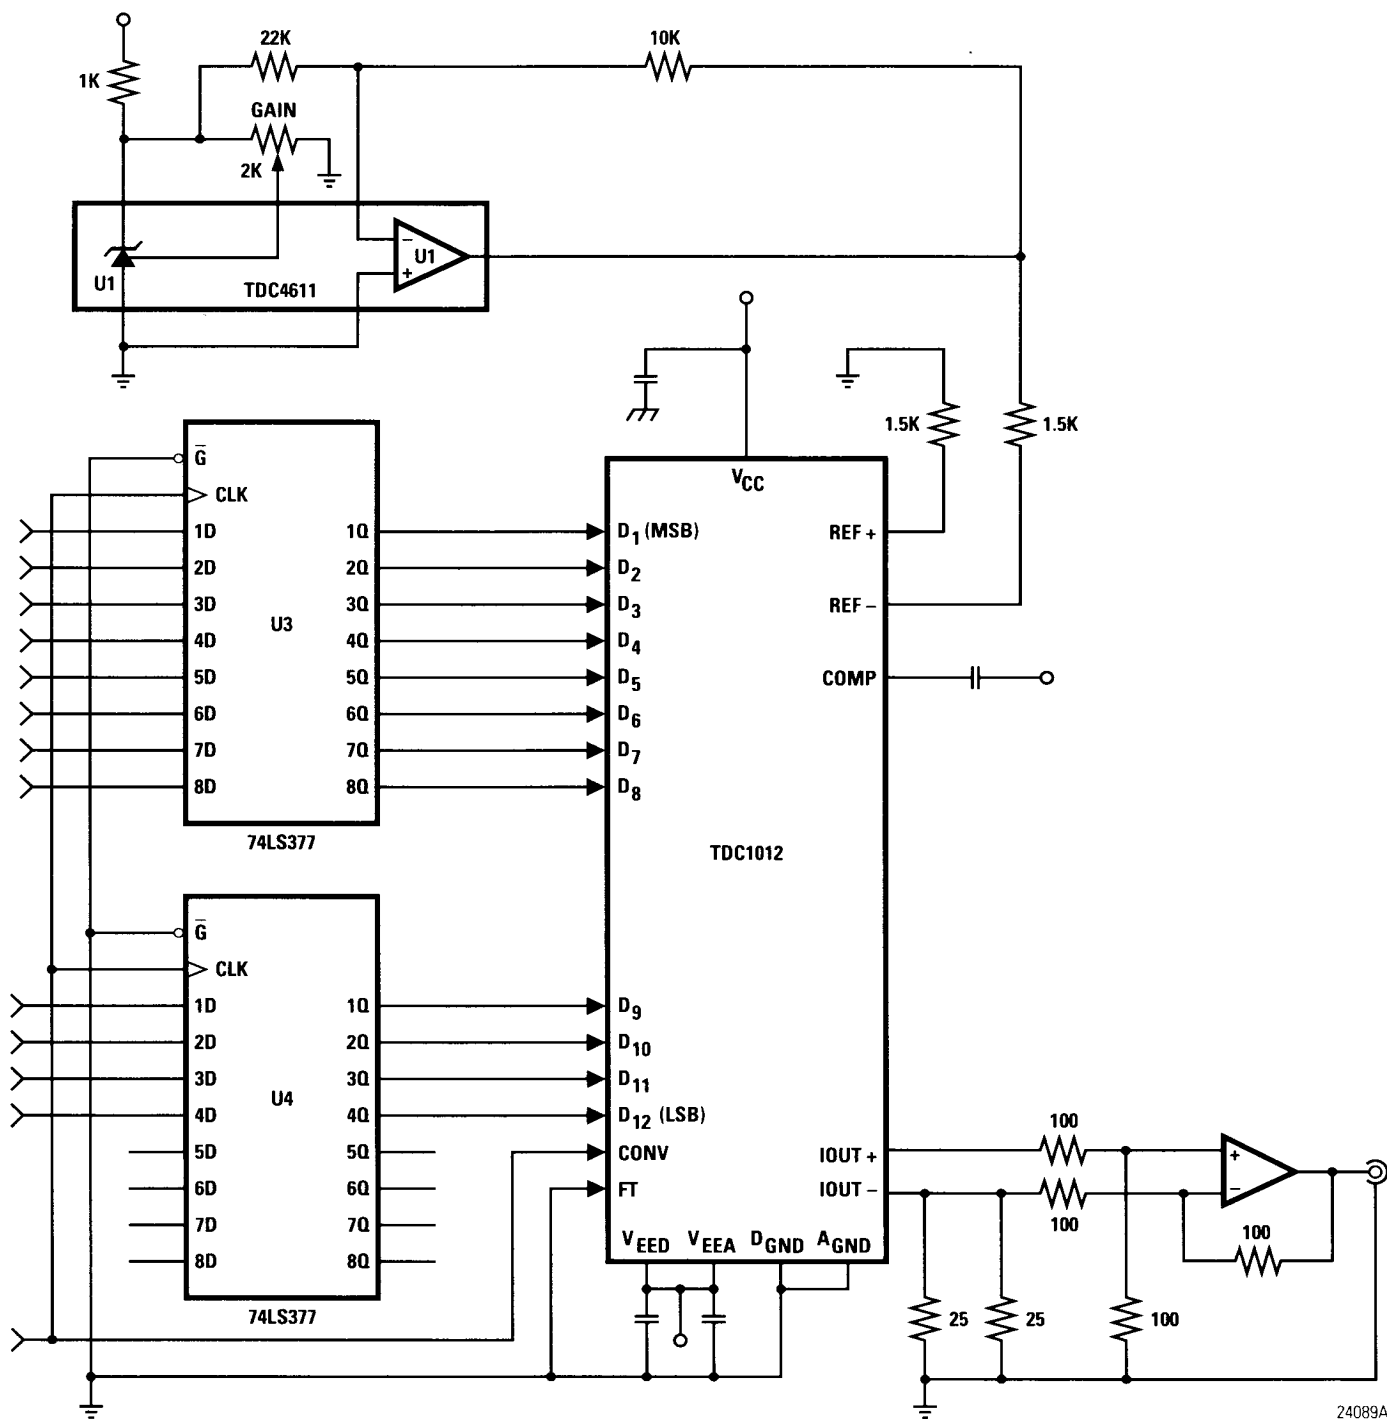 22K
10K
1K
GAIN
2K
−
U1
+
U1
TDC4611
1.5K
1.5K
G̅
CLK
1D
2D
3D
4D
5D
6D
7D
8D
U3
1Q
2Q
3Q
4Q
5Q
6Q
7Q
8Q
74LS377
G̅
CLK
1D
2D
3D
4D
5D
6D
7D
8D
U4
1Q
2Q
3Q
4Q
5Q
6Q
7Q
8Q
74LS377
VCC
D1 (MSB)
D2
D3
D4
D5
D6
D7
D8
TDC1012
D9
D10
D11
D12 (LSB)
CONV
FT
REF +
REF −
COMP
IOUT +
IOUT −
VEED VEEA DGND AGND
100
100
+
−
100
25
25
100
24089A